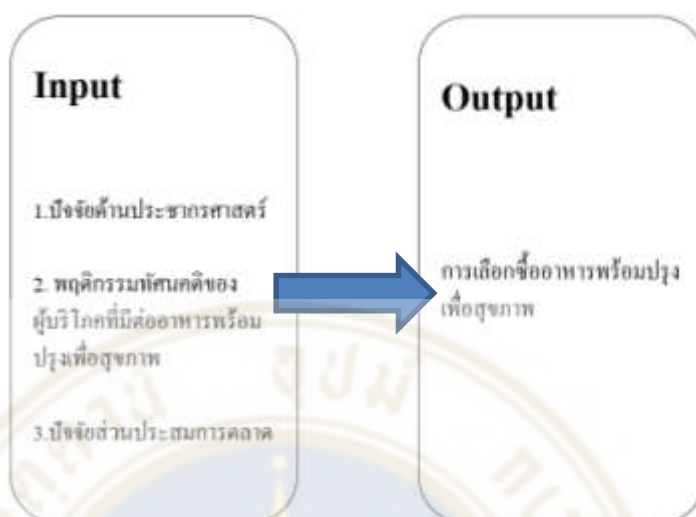 Input
1.ปัจจัยด้านประชากรศาสตร์
2. พฤติกรรมทัศนคติของ
ผู้บริโภคที่มีต่ออาหารพร้อม
ปรุงเพื่อสุขภาพ
3.ปัจจัยส่วนประสมการตลาด
Output
การเลือกซื้ออาหารพร้อมปรุง
เพื่อสุขภาพ